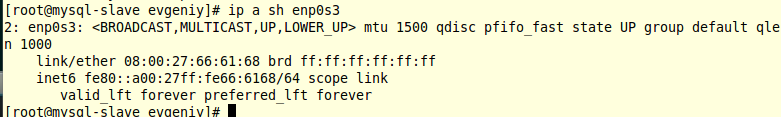 [root@mysql-slave evgeniy]# ip a sh enp0s3
2: enp0s3: <BROADCAST,MULTICAST,UP,LOWER_UP> mtu 1500 qdisc pfifo_fast state UP group default qle
n 1000
    link/ether 08:00:27:66:61:68 brd ff:ff:ff:ff:ff:ff
    inet6 fe80::a00:27ff:fe66:6168/64 scope link
       valid_lft forever preferred_lft forever
[root@mysql-slave evgeniy]#